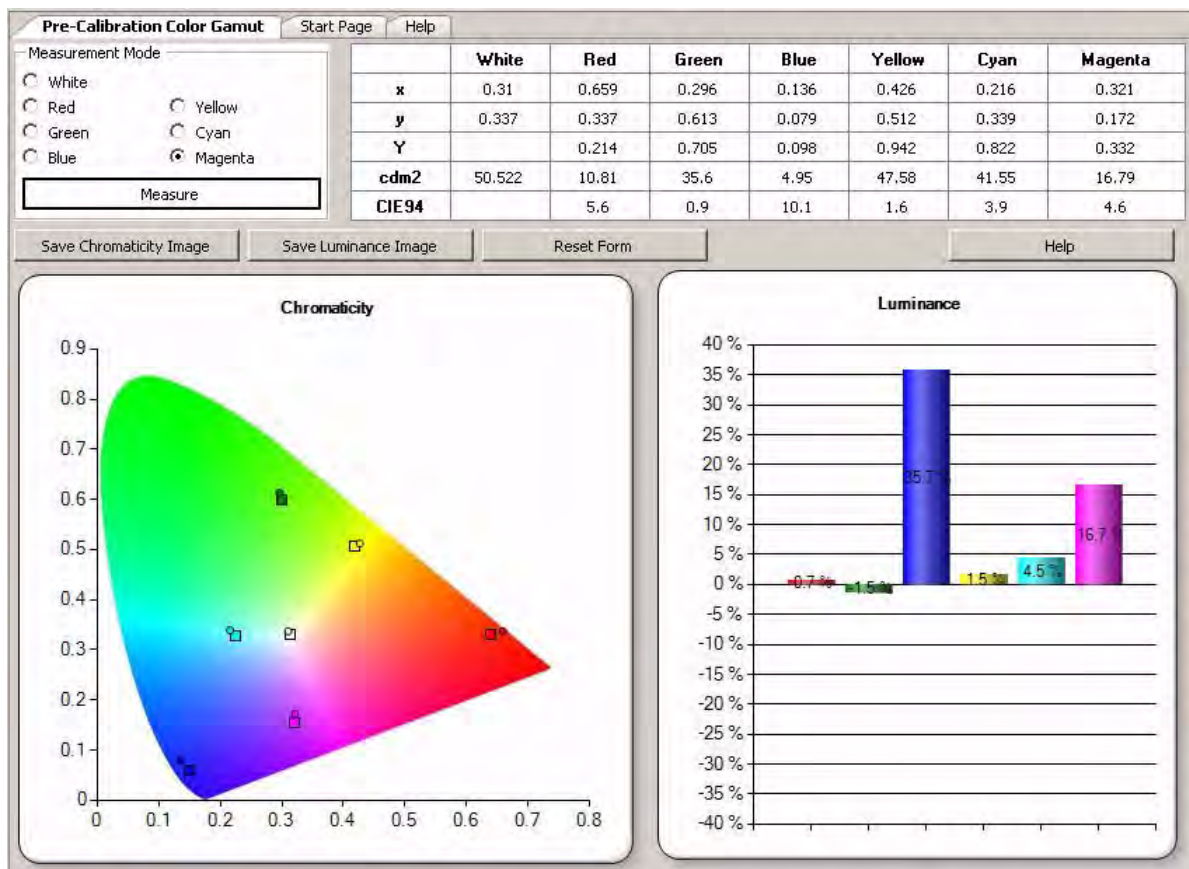 Pre-Calibration Color Gamut Start Page Help
Measurement Mode
White
Red Yellow
Green Cyan
Blue Magenta
Measure
White Red Green Blue Yellow Cyan Magenta
x 0.31 0.659 0.296 0.136 0.426 0.216 0.321
y 0.337 0.337 0.613 0.079 0.512 0.339 0.172
Y 0.214 0.705 0.098 0.942 0.822 0.332
cdm2 50.522 10.81 35.6 4.95 47.58 41.55 16.79
CIE94 5.6 0.9 10.1 1.6 3.9 4.6
Save Chromaticity Image Save Luminance Image Reset Form Help
Chromaticity
0.9
0.8
0.7
0.6
0.5
0.4
0.3
0.2
0.1
0
0 0.1 0.2 0.3 0.4 0.5 0.6 0.7 0.8
Luminance
40 %
35 %
30 %
25 %
20 %
15 %
10 %
5 %
0 %
-5 %
-10 %
-15 %
-20 %
-25 %
-30 %
-35 %
-40 %
0.7 % -1.5 % 35.7 % 1.5 % 4.5 % 16.7 %